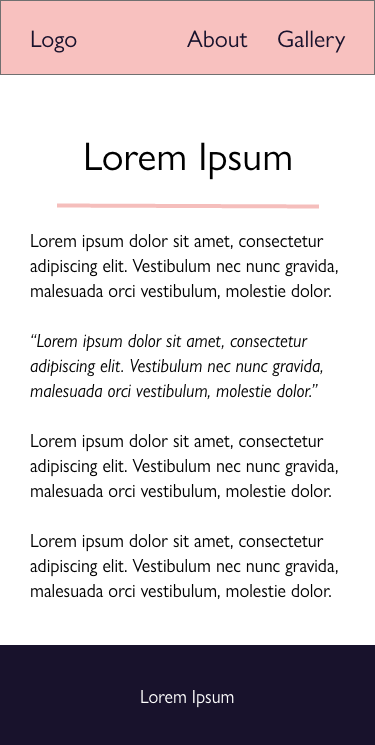 Logo About Gallery
Lorem Ipsum
Lorem ipsum dolor sit amet, consectetur
adipiscing elit. Vestibulum nec nunc gravida,
malesuada orci vestibulum, molestie dolor.
“Lorem ipsum dolor sit amet, consectetur
adipiscing elit. Vestibulum nec nunc gravida,
malesuada orci vestibulum, molestie dolor.”
Lorem ipsum dolor sit amet, consectetur
adipiscing elit. Vestibulum nec nunc gravida,
malesuada orci vestibulum, molestie dolor.
Lorem ipsum dolor sit amet, consectetur
adipiscing elit. Vestibulum nec nunc gravida,
malesuada orci vestibulum, molestie dolor.
Lorem Ipsum